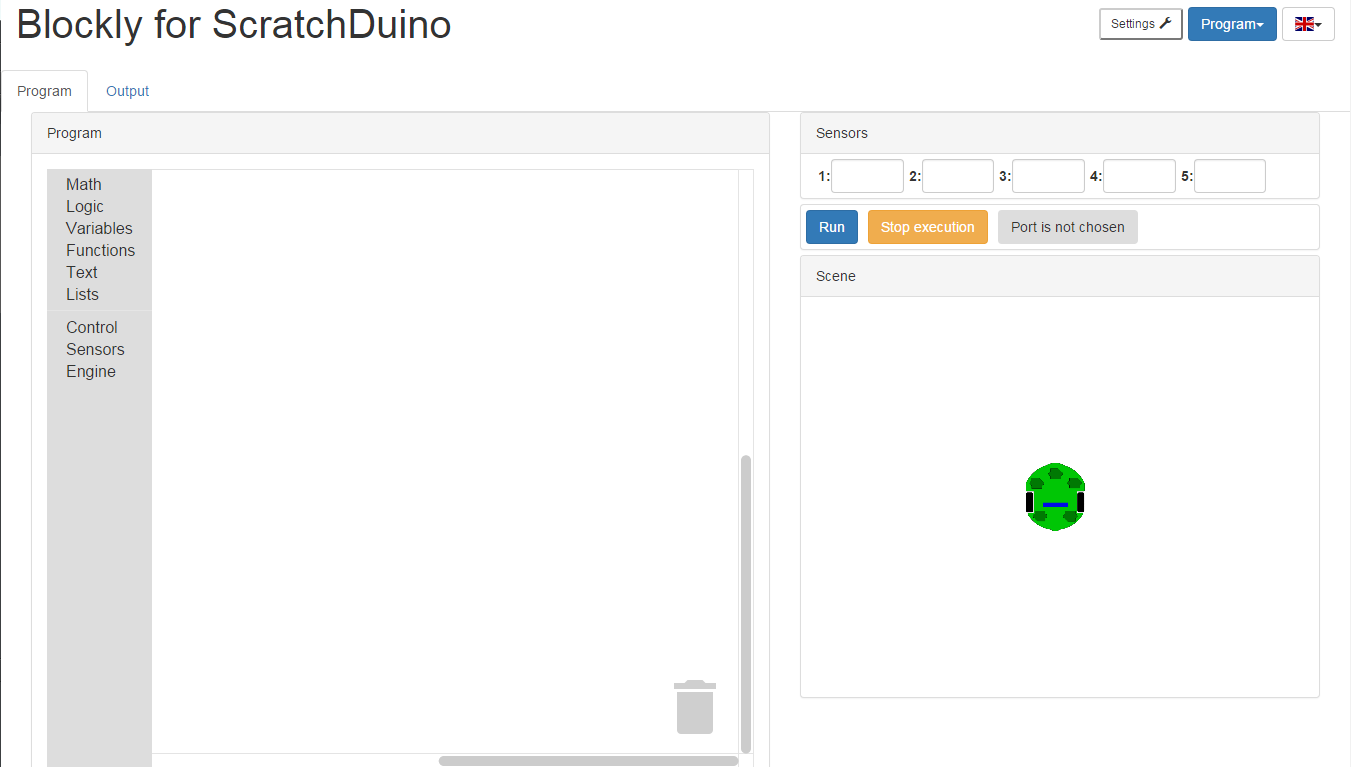 Blockly for ScratchDuino
Settings
Program
Program
Output
Program
Math
Logic
Variables
Functions
Text
Lists
Control
Sensors
Engine
Sensors
1: 2: 3: 4: 5:
Run Stop execution Port is not chosen
Scene